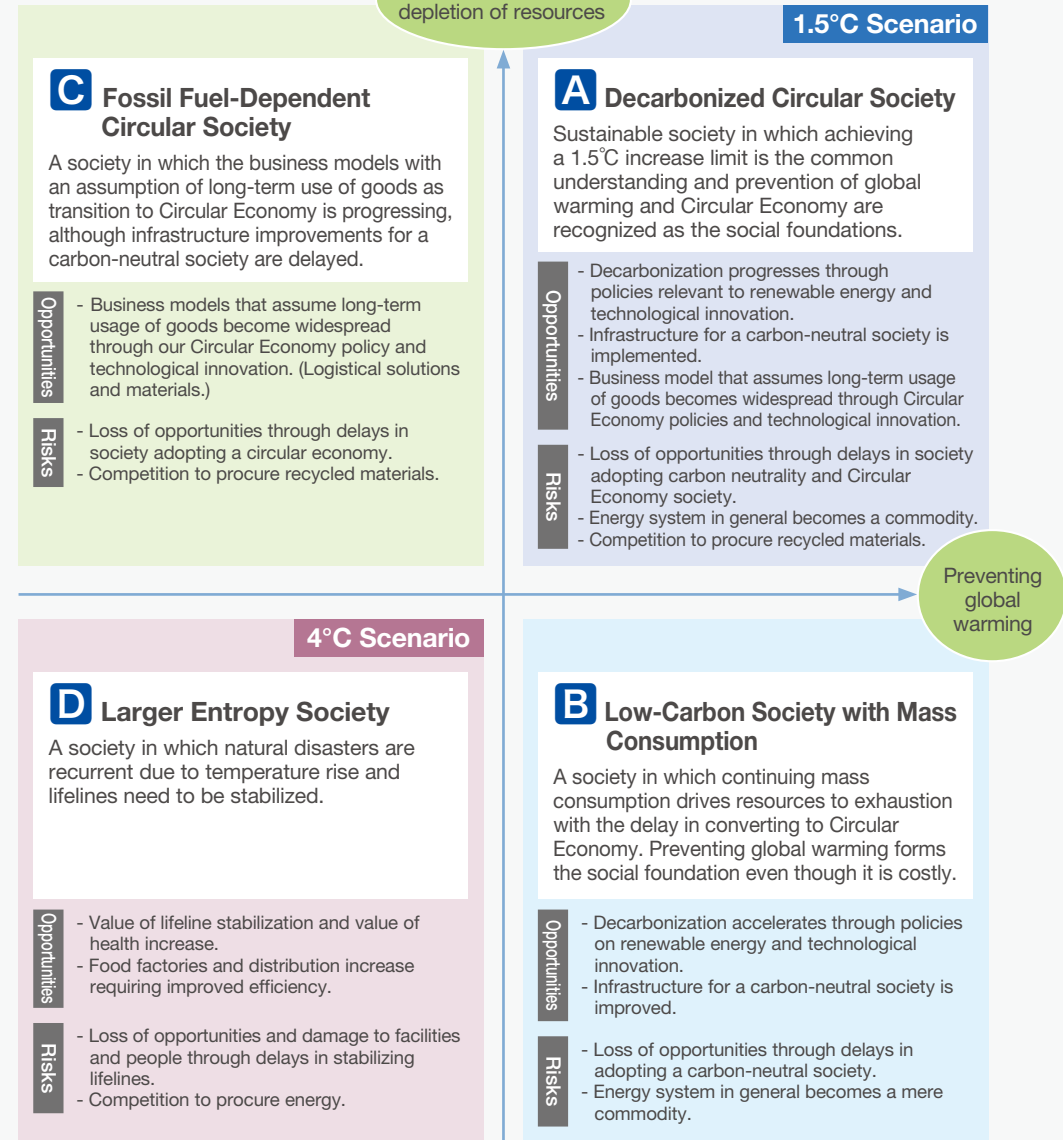 depletion of resources
1.5°C Scenario
C Fossil Fuel-Dependent
Circular Society
A society in which the business models with
an assumption of long-term use of goods as
transition to Circular Economy is progressing,
although infrastructure improvements for a
carbon-neutral society are delayed.
Opportunities
- Business models that assume long-term
usage of goods become widespread
through our Circular Economy policy and
technological innovation. (Logistical solutions
and materials.)
Risks
- Loss of opportunities through delays in
society adopting a circular economy.
- Competition to procure recycled materials.
A Decarbonized Circular Society
Sustainable society in which achieving
a 1.5℃ increase limit is the common
understanding and prevention of global
warming and Circular Economy are
recognized as the social foundations.
Opportunities
- Decarbonization progresses through
policies relevant to renewable energy and
technological innovation.
- Infrastructure for a carbon-neutral society is
implemented.
- Business model that assumes long-term usage
of goods becomes widespread through Circular
Economy policies and technological innovation.
Risks
- Loss of opportunities through delays in society
adopting carbon neutrality and Circular
Economy society.
- Energy system in general becomes a commodity.
- Competition to procure recycled materials.
Preventing
global
warming
4°C Scenario
D Larger Entropy Society
A society in which natural disasters are
recurrent due to temperature rise and
lifelines need to be stabilized.
Opportunities
- Value of lifeline stabilization and value of
health increase.
- Food factories and distribution increase
requiring improved efficiency.
Risks
- Loss of opportunities and damage to facilities
and people through delays in stabilizing
lifelines.
- Competition to procure energy.
B Low-Carbon Society with Mass
Consumption
A society in which continuing mass
consumption drives resources to exhaustion
with the delay in converting to Circular
Economy. Preventing global warming forms
the social foundation even though it is costly.
Opportunities
- Decarbonization accelerates through policies
on renewable energy and technological
innovation.
- Infrastructure for a carbon-neutral society is
improved.
Risks
- Loss of opportunities through delays in
adopting a carbon-neutral society.
- Energy system in general becomes a mere
commodity.